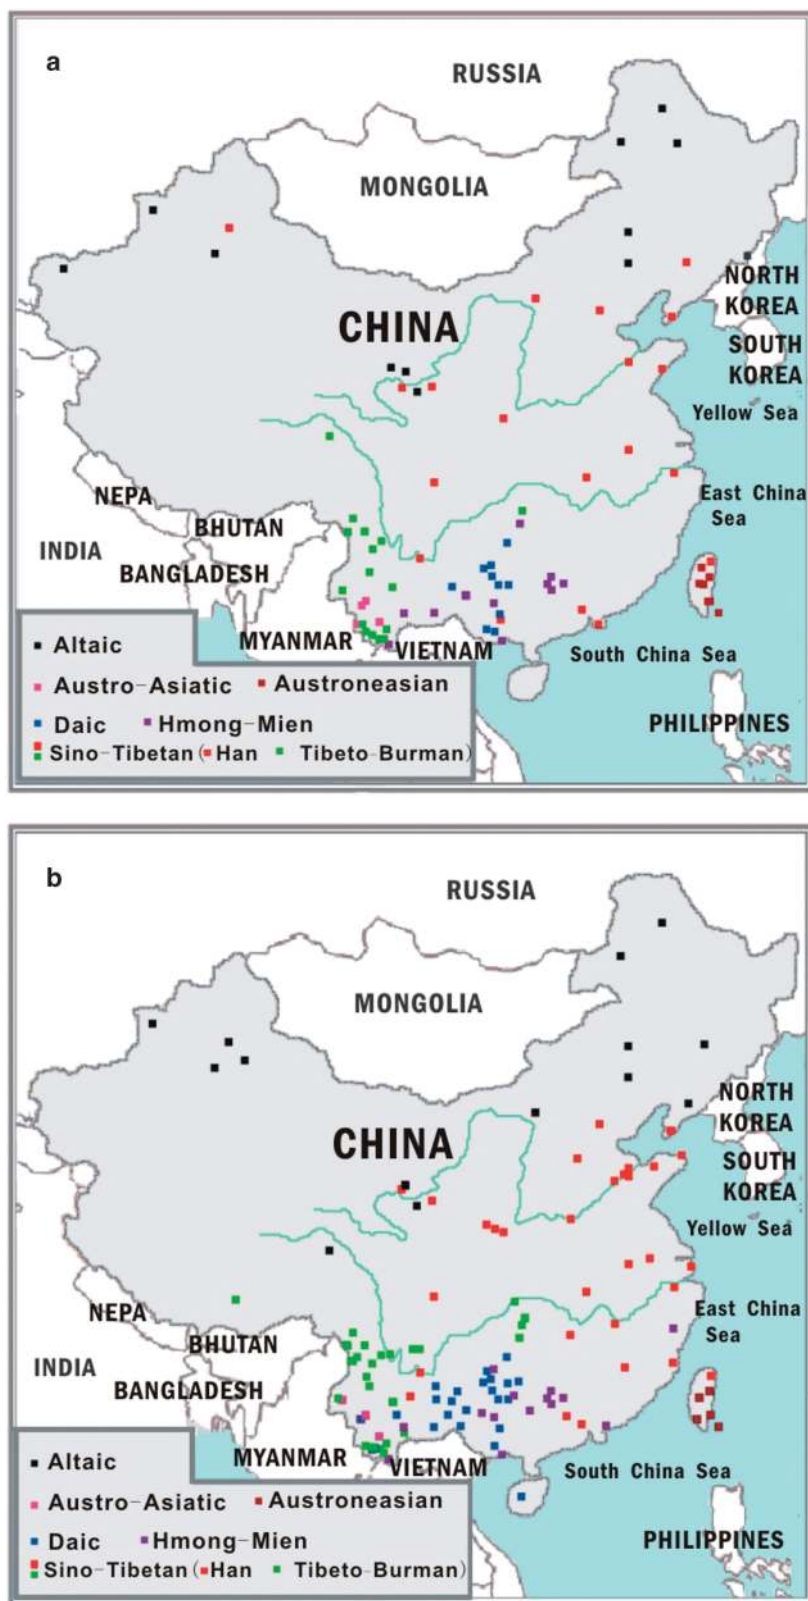 a
RUSSIA
MONGOLIA
NORTH
KOREA
CHINA
SOUTH
KOREA
Yellow Sea
NEPA
East China
Sea
BHUTAN
INDIA
BANGLADESH
MYANMAR
VIETNAM
South China Sea
Altaic
Austro-Asiatic
Austroneasian
PHILIPPINES
Daic
Hmong-Mien
Sino-Tibetan (Han Tibeto-Burman)
b
RUSSIA
MONGOLIA
NORTH
KOREA
CHINA
SOUTH
KOREA
Yellow Sea
NEPA
East China
Sea
BHUTAN
INDIA
BANGLADESH
MYANMAR
VIETNAM
South China Sea
Altaic
Austro-Asiatic
Austroneasian
PHILIPPINES
Daic
Hmong-Mien
Sino-Tibetan (Han Tibeto-Burman)